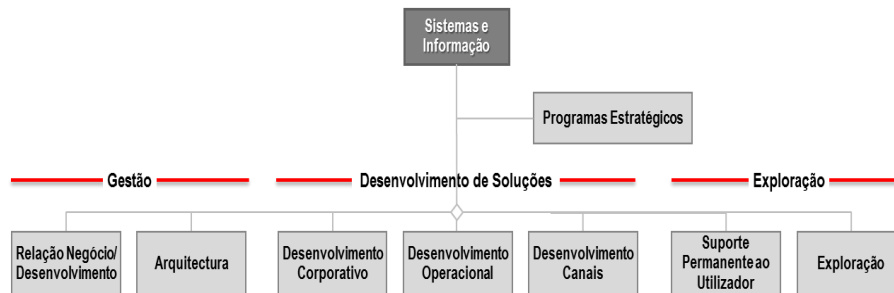 Sistemas e
Informação
Programas Estratégicos
Gestão
Desenvolvimento de Soluções
Exploração
Relação Negócio/
Desenvolvimento
Arquitectura
Desenvolvimento
Corporativo
Desenvolvimento
Operacional
Desenvolvimento
Canais
Suporte
Permanente ao
Utilizador
Exploração